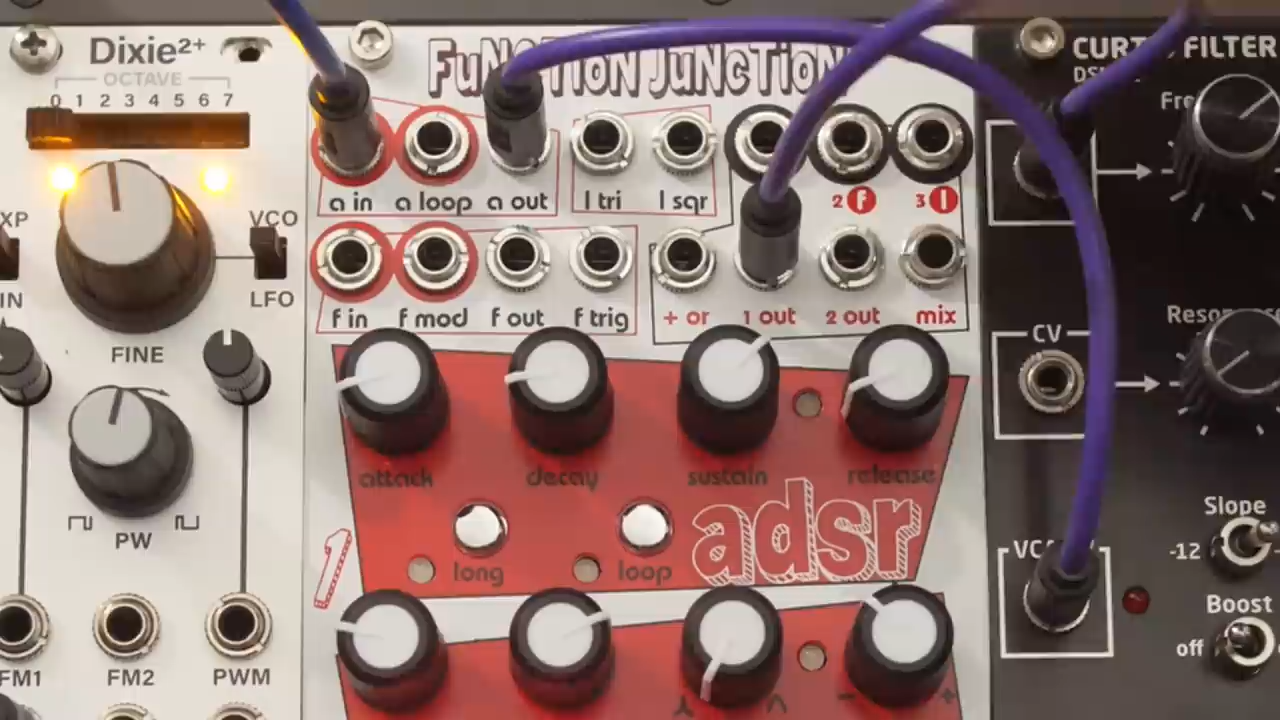 Dixie²⁺
OCTAVE
0 1 2 3 4 5 6 7
VCO
LFO
FINE
PW
FM1
FM2
PWM
FuNCTioN JuNcTioN
a in
a loop
a out
l tri
l sqr
2 f
3 l
f in
f mod
f out
f trig
+ or
1 out
2 out
mix
attack
decay
sustain
release
long
loop
adsr
1
FILTER
CV
Slope
-12
Boost
off